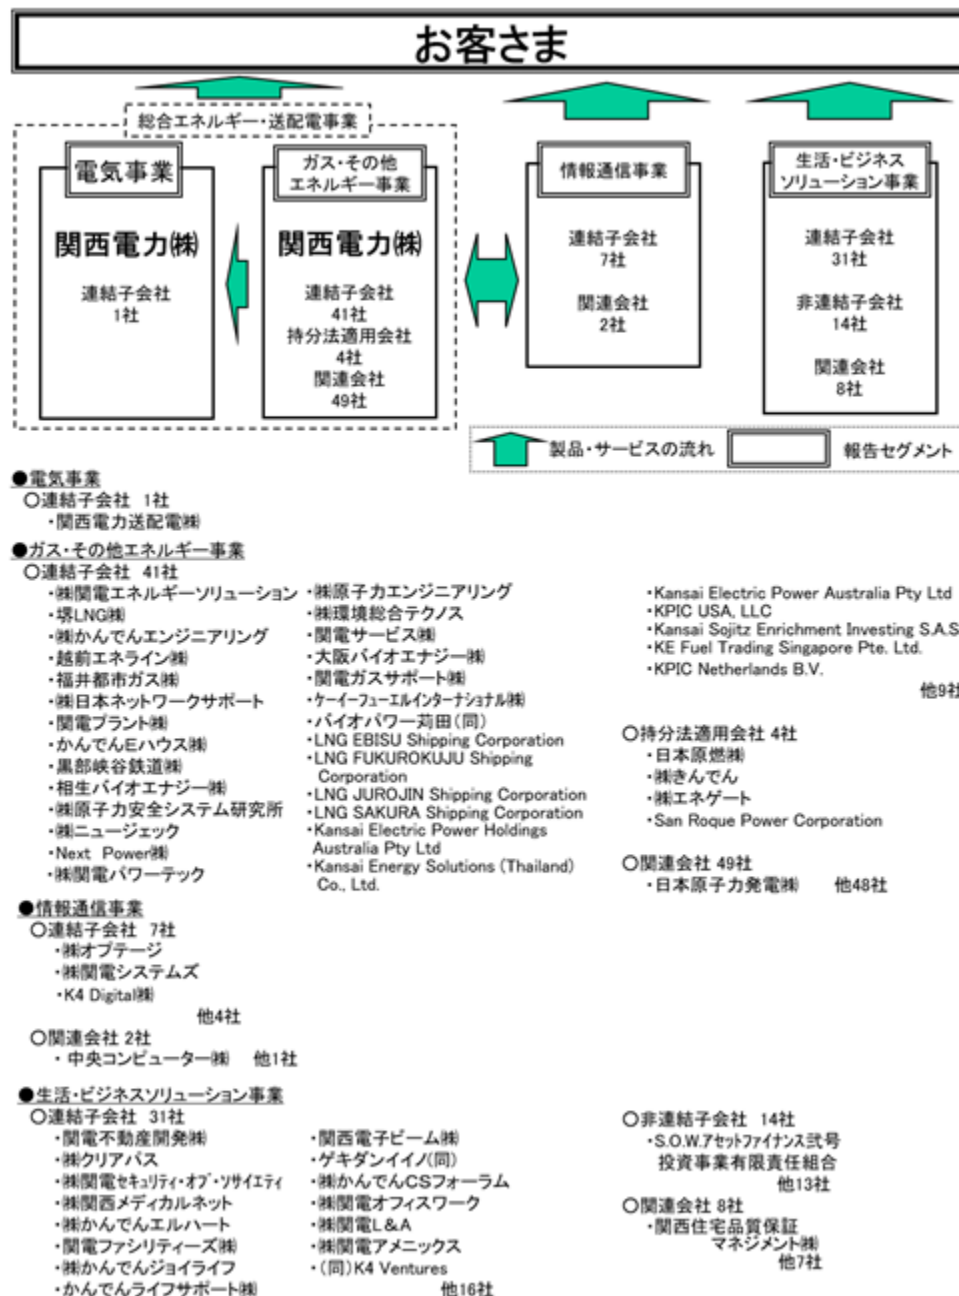 お客さま
総合エネルギー・送配電事業
電気事業
関西電力㈱
連結子会社
1社
ガス・その他
エネルギー事業
関西電力㈱
連結子会社
41社
持分法適用会社
4社
関連会社
49社
情報通信事業
連結子会社
7社
関連会社
2社
生活・ビジネス
ソリューション事業
連結子会社
31社
非連結子会社
14社
関連会社
8社
製品・サービスの流れ
報告セグメント
●電気事業
○連結子会社 1社
・関西電力送配電㈱
●ガス・その他エネルギー事業
○連結子会社 41社
・㈱関電エネルギーソリューション
・堺LNG㈱
・㈱かんでんエンジニアリング
・越前エネライン㈱
・福井都市ガス㈱
・㈱日本ネットワークサポート
・関電プラント㈱
・かんでんEハウス㈱
・黒部峡谷鉄道㈱
・相生バイオエナジー㈱
・㈱原子力安全システム研究所
・㈱ニュージェック
・Next Power㈱
・㈱関電パワーテック
・㈱原子力エンジニアリング
・㈱環境総合テクノス
・関電サービス㈱
・大阪バイオエナジー㈱
・関電ガスサポート㈱
・ケーイーフューエルインターナショナル㈱
・バイオパワー苅田(同)
・LNG EBISU Shipping Corporation
・LNG FUKUROKUJU Shipping
Corporation
・LNG JUROJIN Shipping Corporation
・LNG SAKURA Shipping Corporation
・Kansai Electric Power Holdings
Australia Pty Ltd
・Kansai Energy Solutions (Thailand)
Co., Ltd.
・Kansai Electric Power Australia Pty Ltd
・KPIC USA, LLC
・Kansai Sojitz Enrichment Investing S.A.S
・KE Fuel Trading Singapore Pte. Ltd.
・KPIC Netherlands B.V.
他9社
○持分法適用会社 4社
・日本原燃㈱
・㈱きんでん
・㈱エネゲート
・San Roque Power Corporation
○関連会社 49社
・日本原子力発電㈱ 他48社
●情報通信事業
○連結子会社 7社
・㈱オプテージ
・㈱関電システムズ
・K4 Digital㈱
他4社
○関連会社 2社
・中央コンピューター㈱ 他1社
●生活・ビジネスソリューション事業
○連結子会社 31社
・関電不動産開発㈱
・㈱クリアパス
・㈱関電セキュリティ・オブ・ソサイエティ
・㈱関西メディカルネット
・㈱かんでんエルハート
・関電ファシリティーズ㈱
・㈱かんでんジョイライフ
・かんでんライフサポート㈱
・関西電子ビーム㈱
・ゲキダンイイノ(同)
・㈱かんでんCSフォーラム
・㈱関電オフィスワーク
・㈱関電L&A
・㈱関電アメニックス
・(同)K4 Ventures
他16社
○非連結子会社 14社
・S.O.W.アセットファイナンス弐号
投資事業有限責任組合
他13社
○関連会社 8社
・関西住宅品質保証
マネジメント㈱
他7社